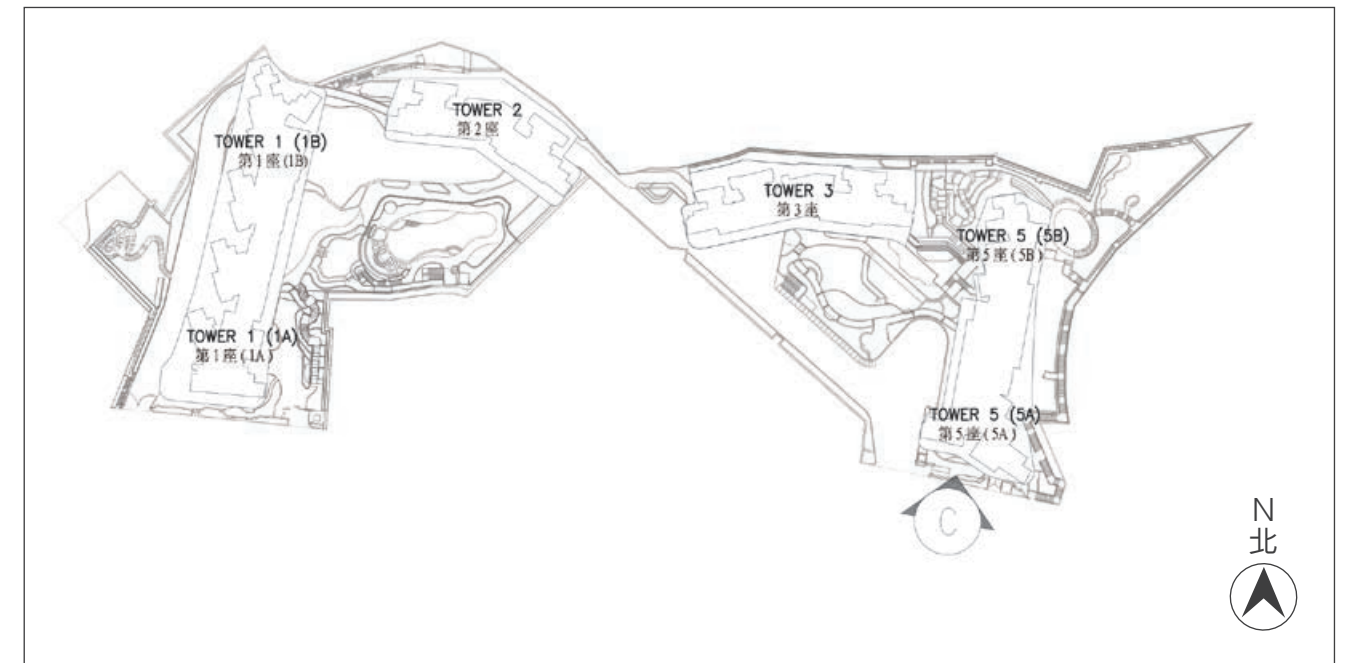 TOWER 2
第2座
TOWER 1 (1B)
第1座(1B)
TOWER 3
第3座
TOWER 5 (5B)
第5座(5B)
TOWER 1 (1A)
第1座(1A)
TOWER 5 (5A)
第5座(5A)
C
N
北